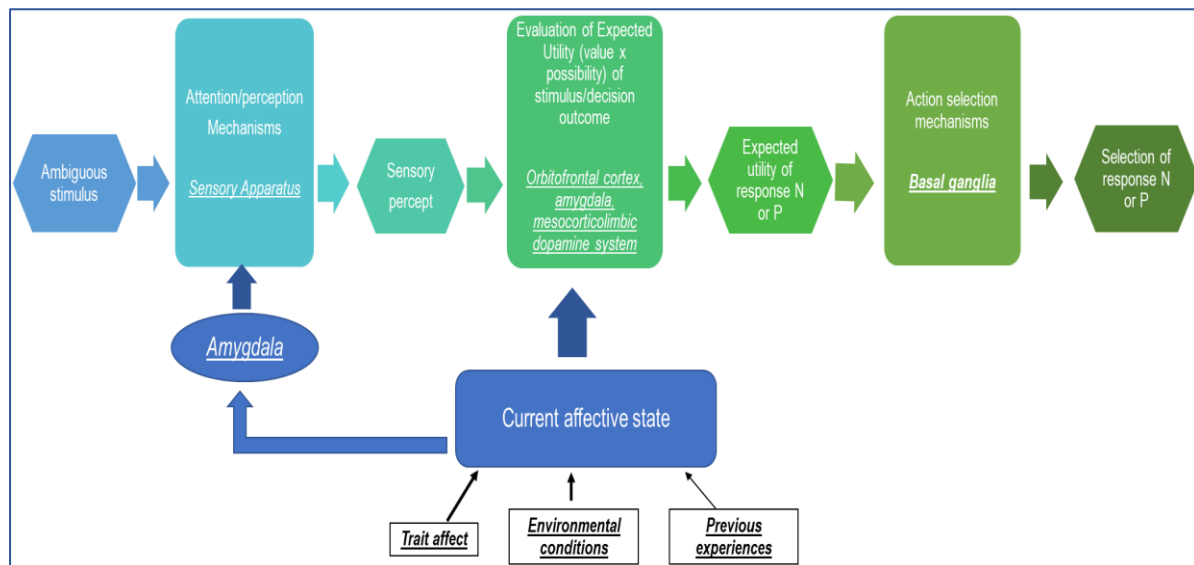 Ambiguous
stimulus
Attention/perception
Mechanisms
Sensory Apparatus
Sensory
percept
Evaluation of Expected
Utility (value x
possibility) of
stimulus/decision
outcome
Orbitofrontal cortex,
amygdala,
mesocorticolimbic
dopamine system
Expected
utility of
response N
or P
Action selection
mechanisms
Basal ganglia
Selection of
response N
or P
Amygdala
Current affective state
Trait affect
Environmental
conditions
Previous
experiences